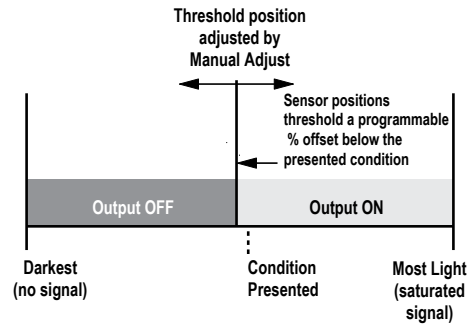 Threshold position
adjusted by
Manual Adjust
Sensor positions
threshold a programmable
% offset below the
presented condition
Output OFF
Output ON
Darkest
(no signal)
Condition
Presented
Most Light
(saturated
signal)